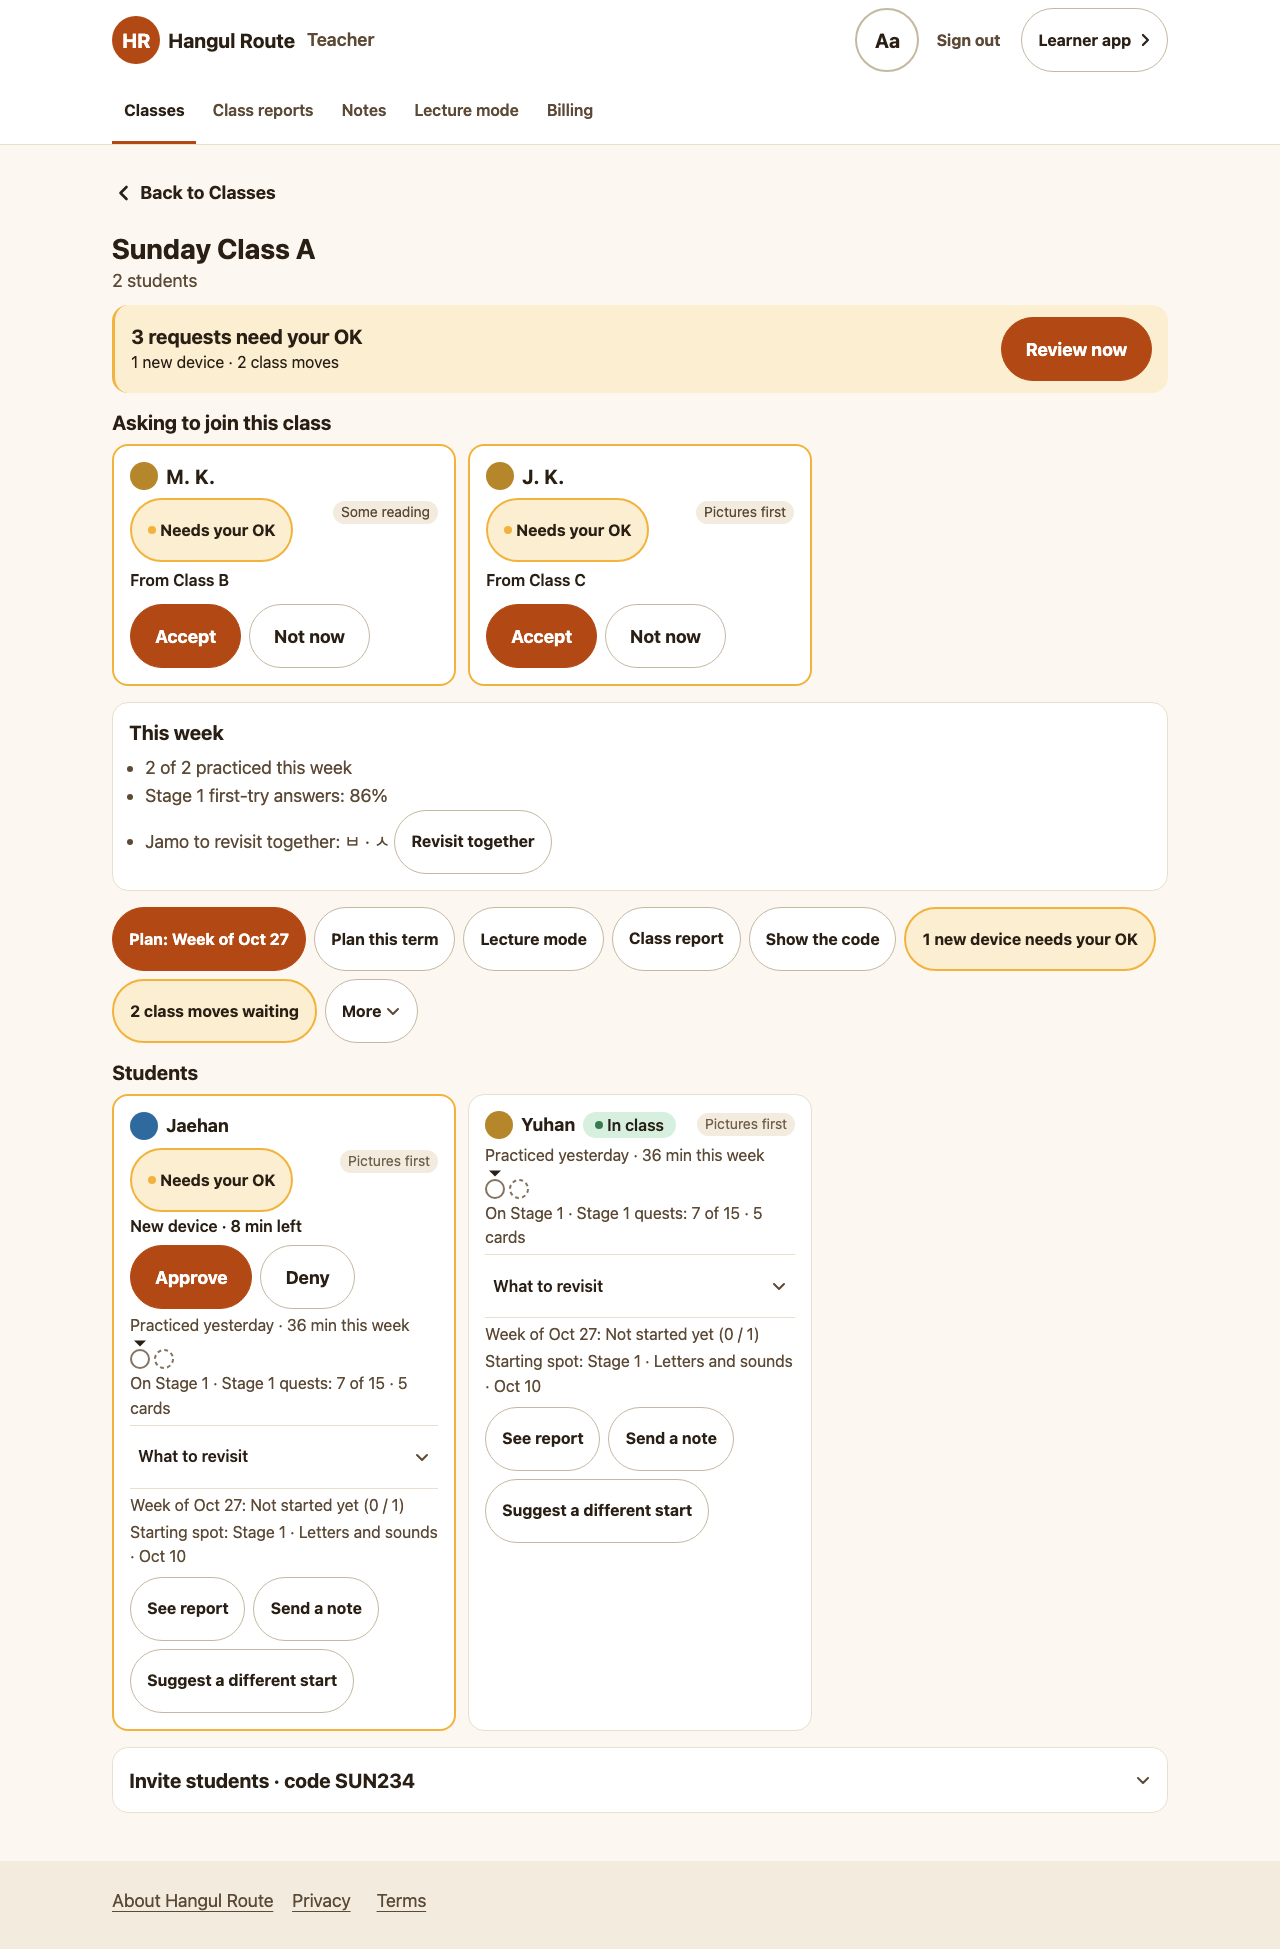 HR Hangul Route Teacher
Aa Sign out Learner app
Classes Class reports Notes Lecture mode Billing
Back to Classes
Sunday Class A
2 students
3 requests need your OK
1 new device · 2 class moves
Review now
Asking to join this class
M. K.
Needs your OK
Some reading
From Class B
Accept Not now
J. K.
Needs your OK
Pictures first
From Class C
Accept Not now
This week
• 2 of 2 practiced this week
• Stage 1 first-try answers: 86%
• Jamo to revisit together: ㅂ · ㅅ Revisit together
Plan: Week of Oct 27 Plan this term Lecture mode Class report Show the code 1 new device needs your OK
2 class moves waiting More
Students
Jaehan
Needs your OK
Pictures first
New device · 8 min left
Approve Deny
Practiced yesterday · 36 min this week
On Stage 1 · Stage 1 quests: 7 of 15 · 5
cards
What to revisit
Week of Oct 27: Not started yet (0 / 1)
Starting spot: Stage 1 · Letters and sounds
· Oct 10
See report Send a note
Suggest a different start
Yuhan In class Pictures first
Practiced yesterday · 36 min this week
On Stage 1 · Stage 1 quests: 7 of 15 · 5
cards
What to revisit
Week of Oct 27: Not started yet (0 / 1)
Starting spot: Stage 1 · Letters and sounds
· Oct 10
See report Send a note
Suggest a different start
Invite students · code SUN234
About Hangul Route Privacy Terms